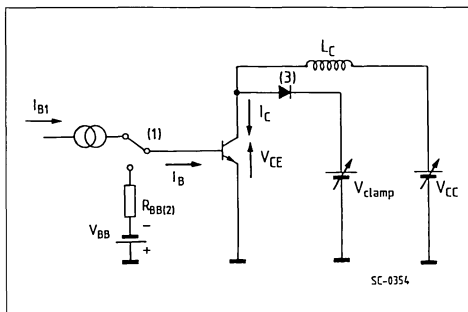 L_C
(3)
I_B1
(1)
I_C
I_B
V_CE
V_clamp
V_CC
R_BB(2)
V_BB
−
+
SC-0354